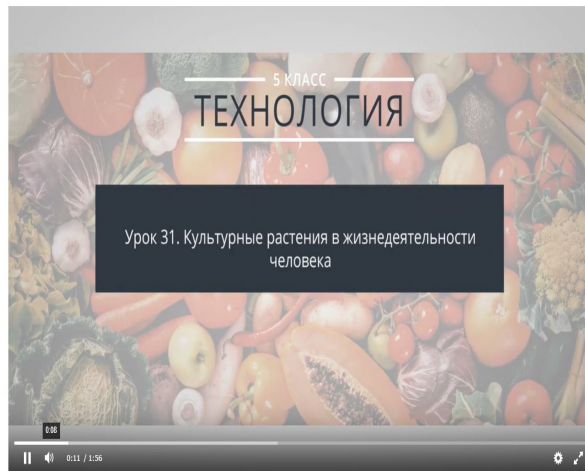 5 КЛАСС
ТЕХНОЛОГИЯ
Урок 31. Культурные растения в жизнедеятельности
человека
0:08
0:11 / 1:56